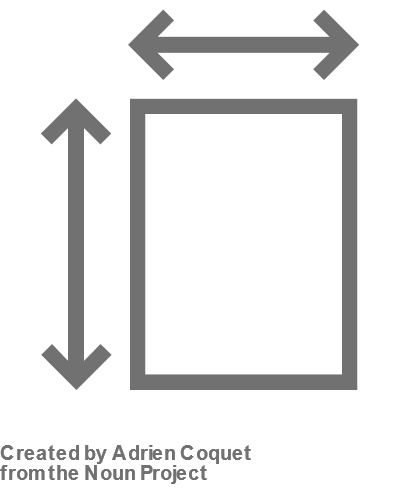 Created by Adrien Coquet
from the Noun Project